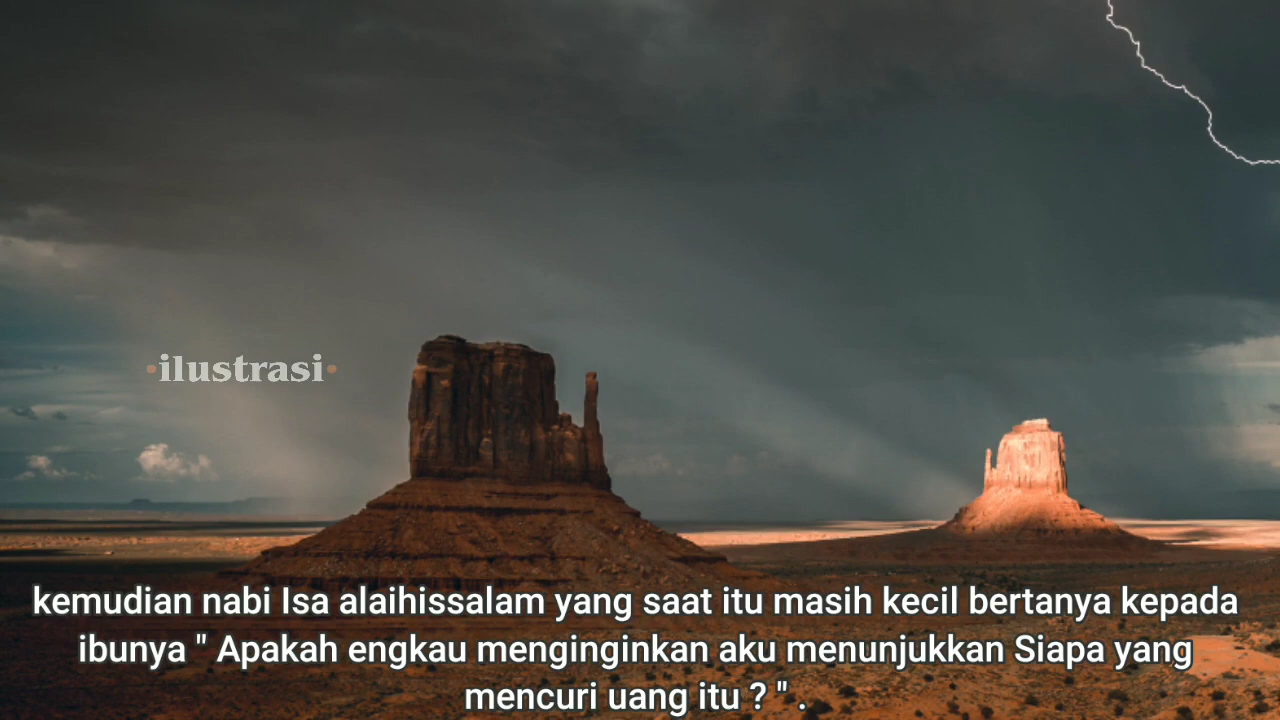 •ilustrasi•
kemudian nabi Isa alaihissalam yang saat itu masih kecil bertanya kepada
ibunya " Apakah engkau menginginkan aku menunjukkan Siapa yang
mencuri uang itu ? " .